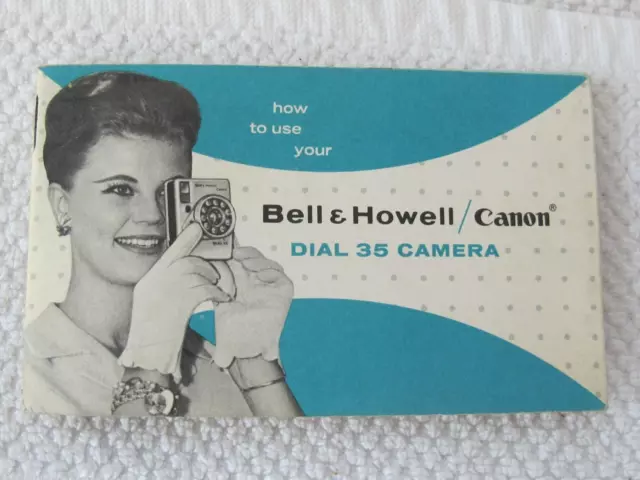 how
to use
your
Bell & Howell / Canon®
DIAL 35 CAMERA